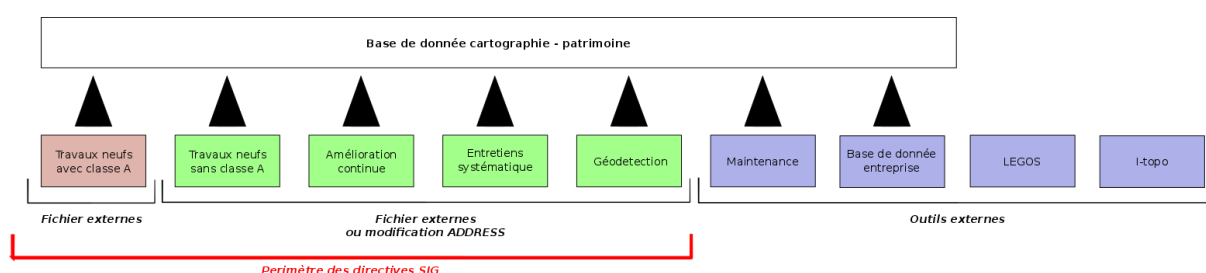 Base de donnée cartographie - patrimoine
Travaux neufs
avec classe A
Travaux neufs
sans classe A
Amélioration
continue
Entretiens
systématique
Géodetection
Maintenance
Base de donnée
entreprise
LEGOS
I-topo
Fichier externes
Fichier externes
ou modification ADDRESS
Outils externes
Perimètre des directives SIG